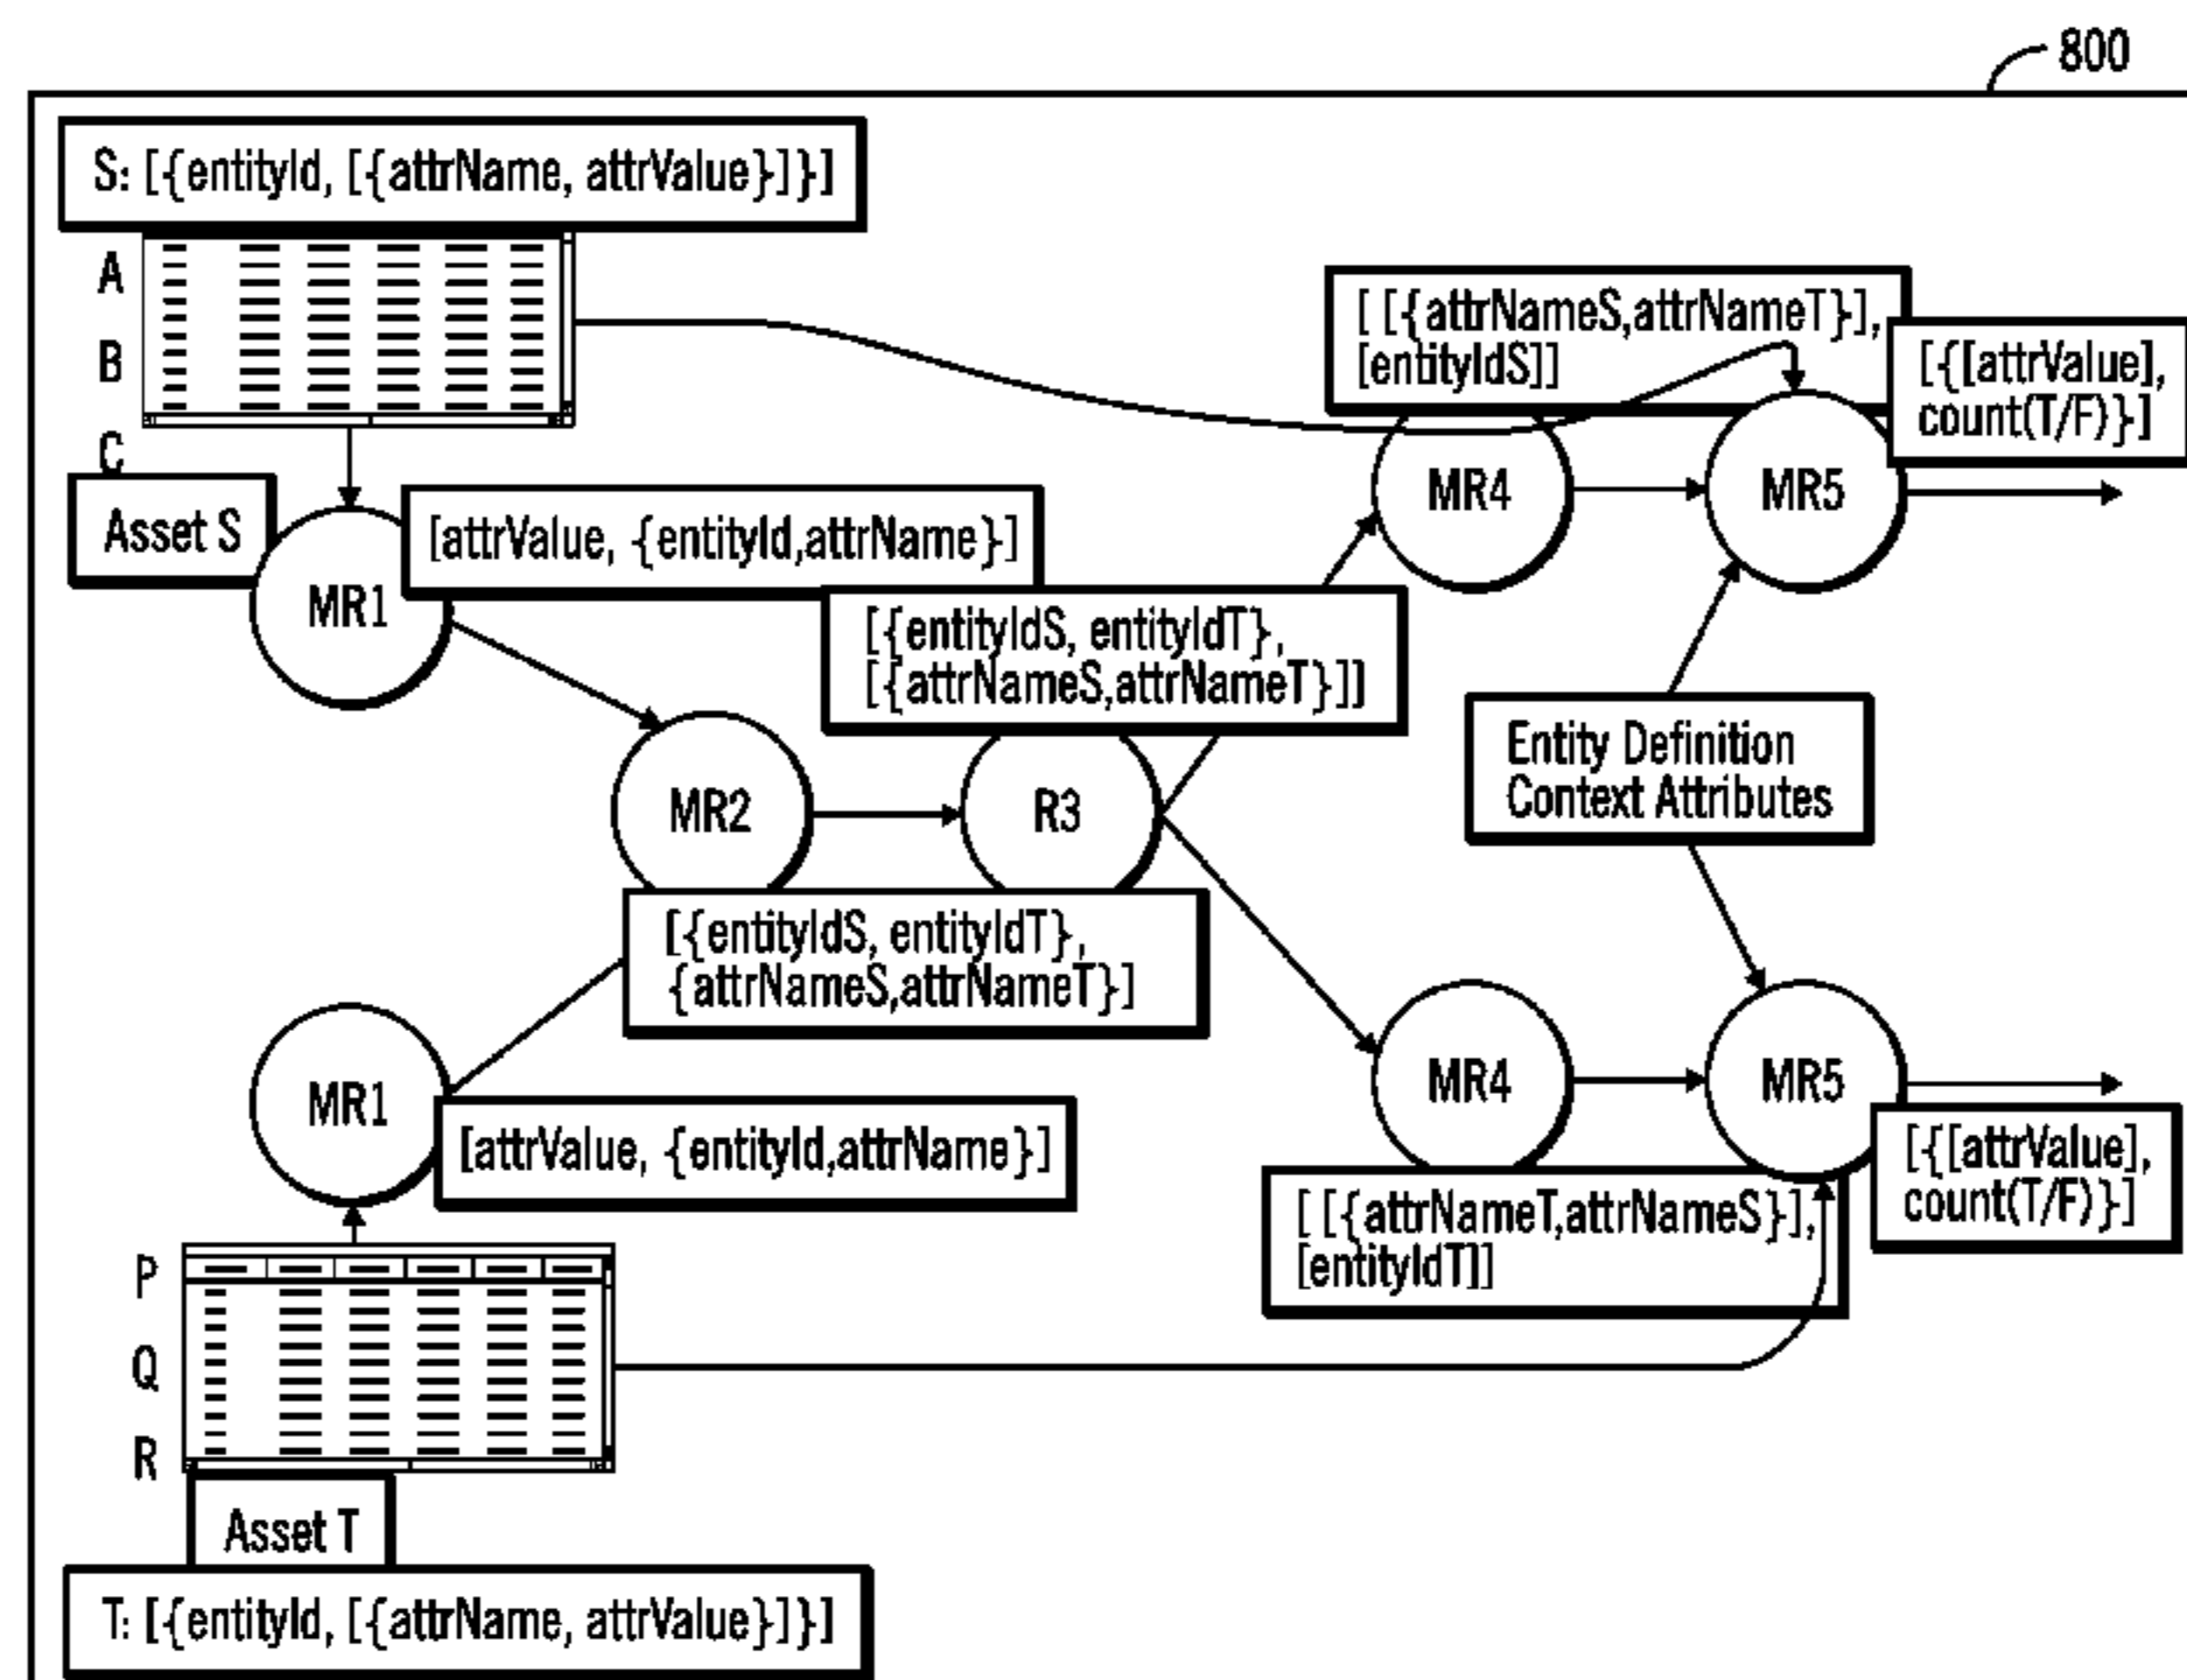 800
S: [{entityId, [{attrName, attrValue}]}]
A
B
C
Asset S
MR1
[attrValue, {entityId,attrName}]
[{entityIdS, entityIdT},
[{attrNameS,attrNameT}]]
[ [{attrNameS,attrNameT}],
[entityIdS]]
[{[attrValue],
count(T/F)}]
MR4
MR5
MR2
R3
Entity Definition
Context Attributes
[{entityIdS, entityIdT},
{attrNameS,attrNameT}]
MR1
[attrValue, {entityId,attrName}]
MR4
MR5
[{[attrValue],
count(T/F)}]
[ [{attrNameT,attrNameS}],
[entityIdT]]
P
Q
R
Asset T
T: [{entityId, [{attrName, attrValue}]}]